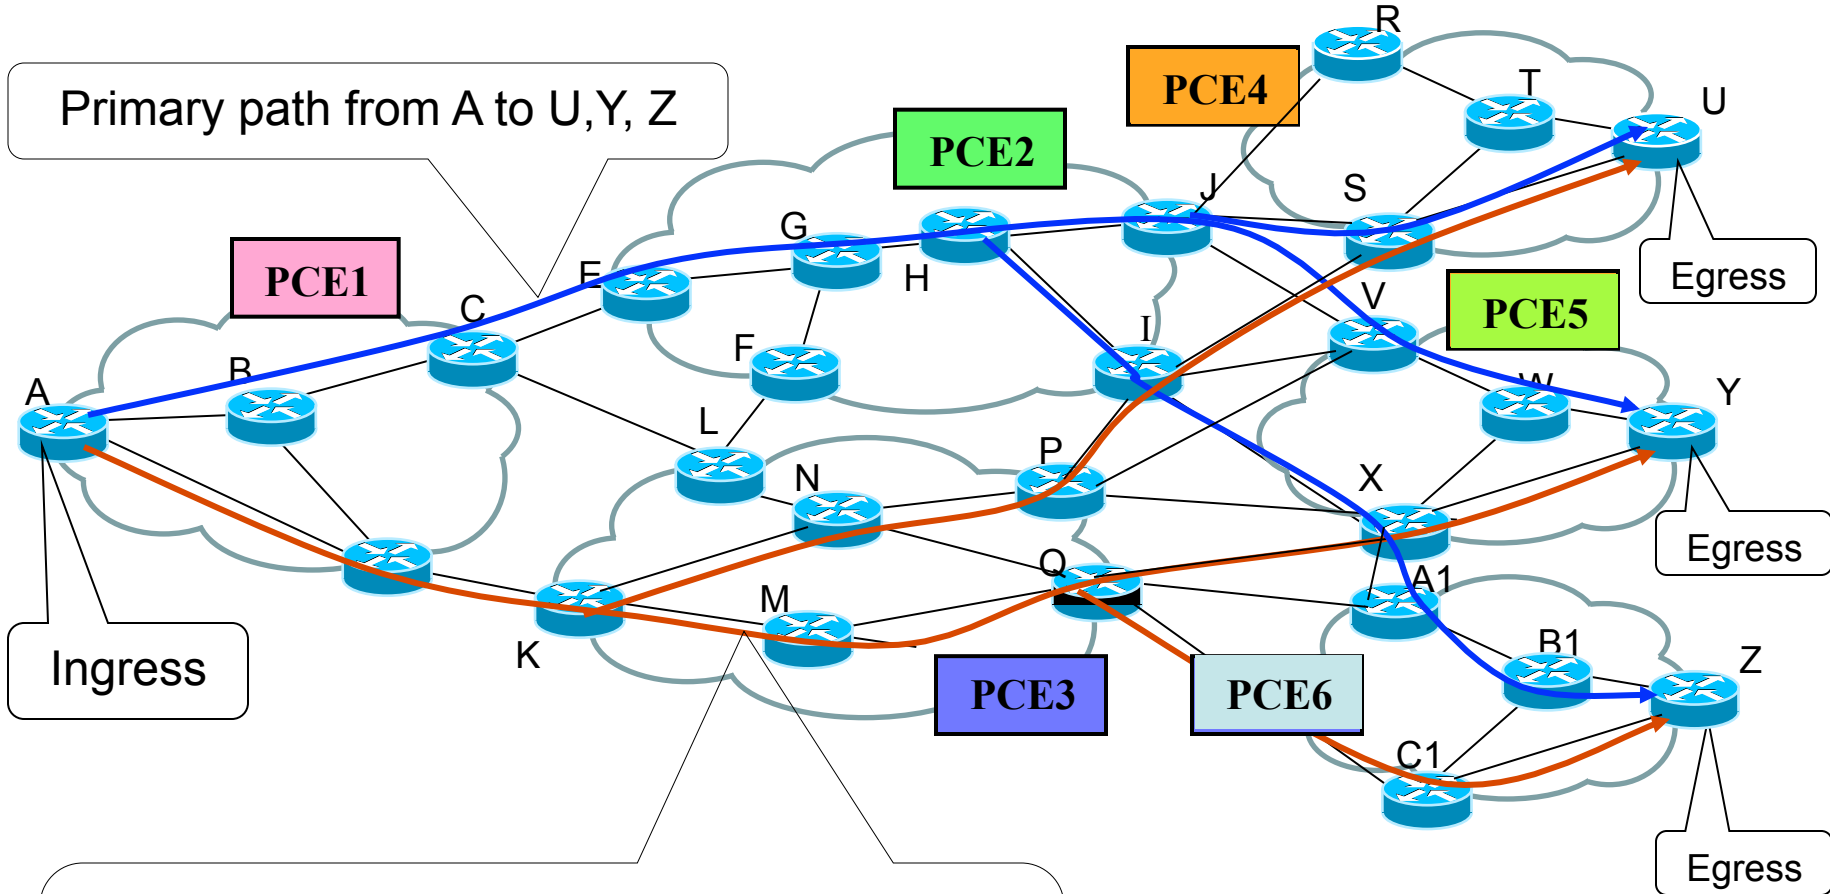 R
PCE4
T
U
Primary path from A to U,Y, Z
PCE2
J
S
G
Egress
PCE1
E
H
C
V
PCE5
I
F
B
A
W
Y
L
P
N
X
Egress
Q
A1
M
K
B1
Z
Ingress
PCE3
PCE6
C1
Egress